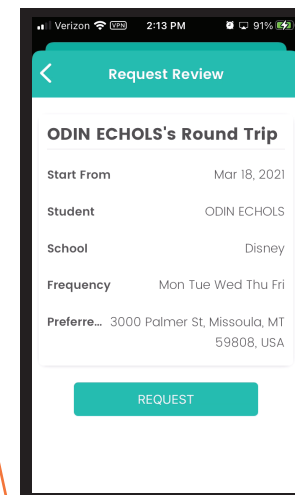 Verizon VPN 2:13 PM 91%
Request Review
ODIN ECHOLS's Round Trip
Start From Mar 18, 2021
Student ODIN ECHOLS
School Disney
Frequency Mon Tue Wed Thu Fri
Preferre... 3000 Palmer St, Missoula, MT
59808, USA
REQUEST